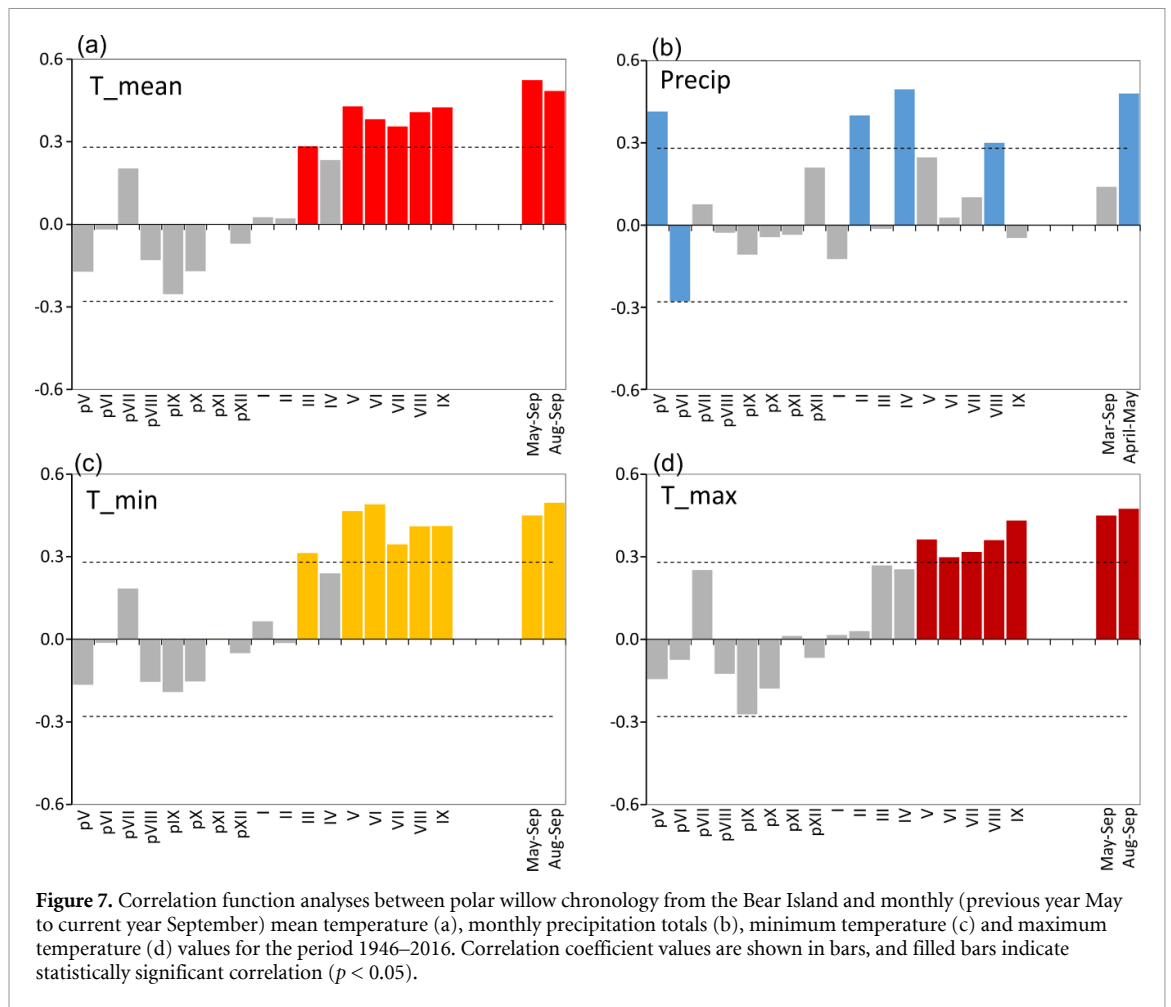 (a)
T_mean
0.6
0.3
0.0
-0.3
-0.6
pV
pVI
pVII
pVIII
pIX
pX
pXI
pXII
I
II
III
IV
V
VI
VII
VIII
IX
May-Sep
Aug-Sep
(b)
Precip
0.6
0.3
0.0
-0.3
-0.6
pV
pVI
pVII
pVIII
pIX
pX
pXI
pXII
I
II
III
IV
V
VI
VII
VIII
IX
Mar-Sep
April-May
(c)
T_min
0.6
0.3
0.0
-0.3
-0.6
pV
pVI
pVII
pVIII
pIX
pX
pXI
pXII
I
II
III
IV
V
VI
VII
VIII
IX
May-Sep
Aug-Sep
(d)
T_max
0.6
0.3
0.0
-0.3
-0.6
pV
pVI
pVII
pVIII
pIX
pX
pXI
pXII
I
II
III
IV
V
VI
VII
VIII
IX
May-Sep
Aug-Sep
Figure 7. Correlation function analyses between polar willow chronology from the Bear Island and monthly (previous year May
to current year September) mean temperature (a), monthly precipitation totals (b), minimum temperature (c) and maximum
temperature (d) values for the period 1946–2016. Correlation coefficient values are shown in bars, and filled bars indicate
statistically significant correlation (p < 0.05).